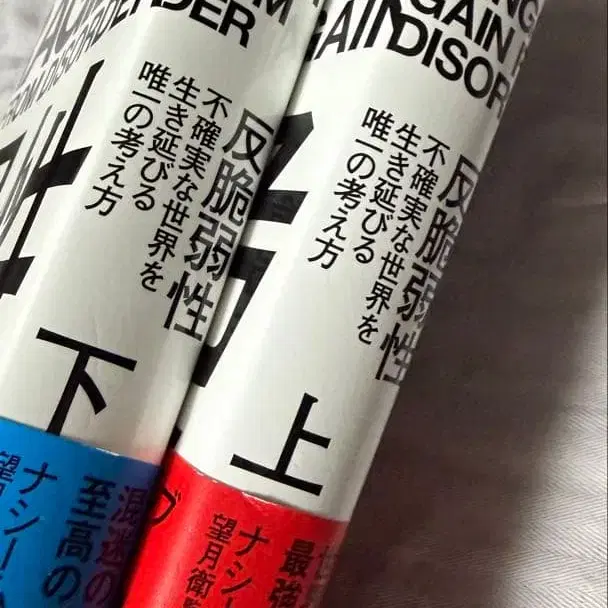 反脆弱性
不確実な世界を
生き延びる
唯一の考え方
下
混迷の
至高の
ナシー
望月
GAIN
DISOR
反脆弱性
不確実な世界を
生き延びる
唯一の考え方
上
最強
ナシー
望月衛